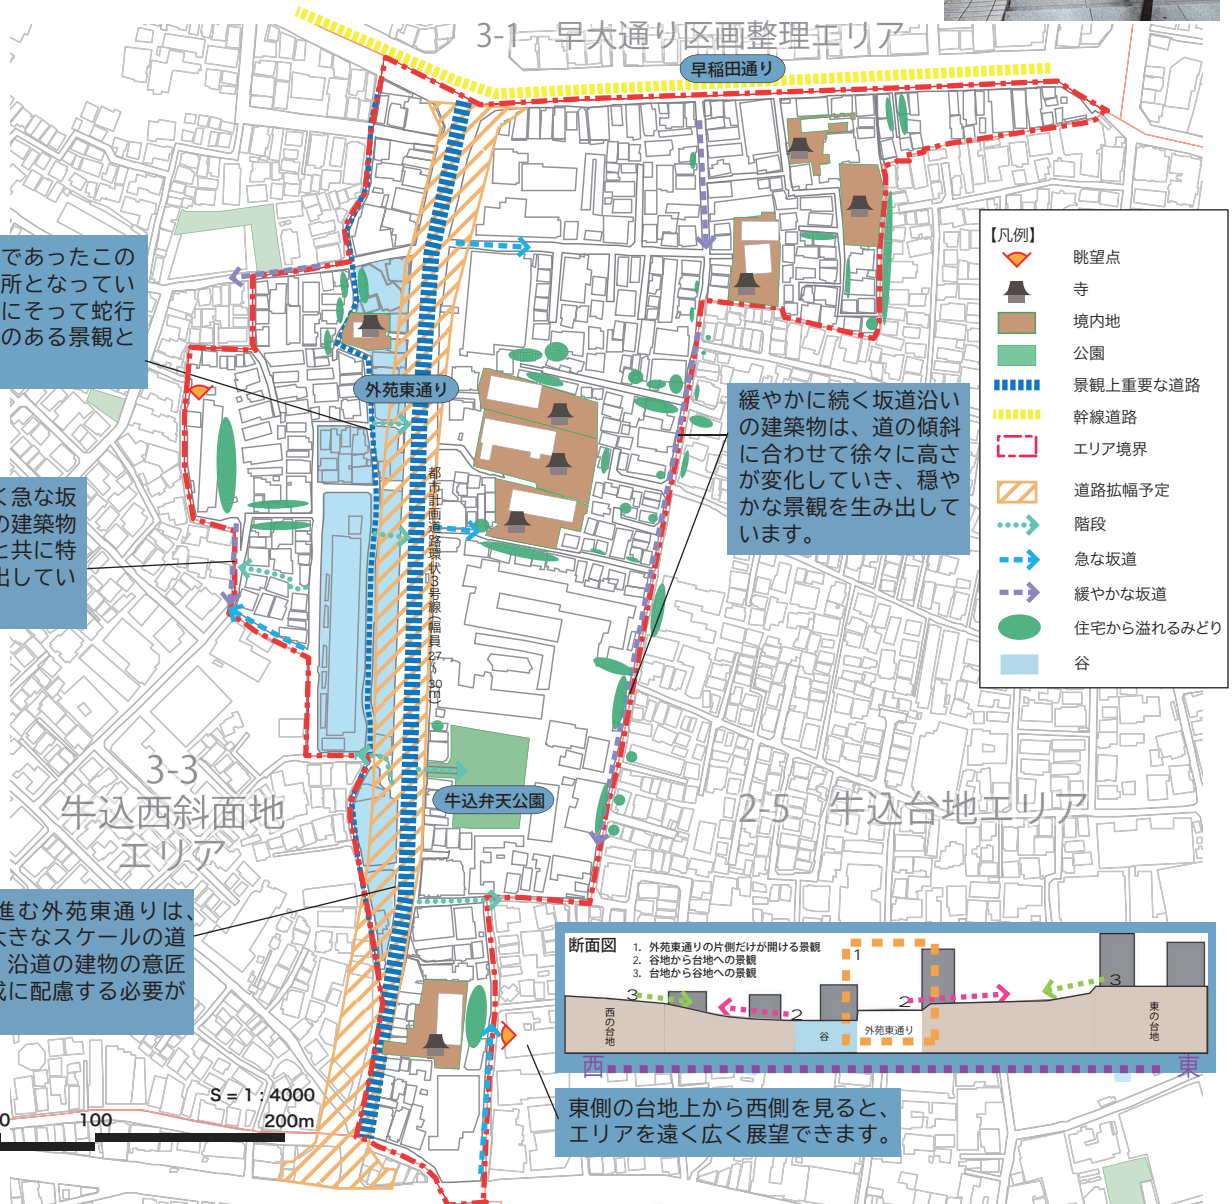 3-1 早大通り区画整理エリア
早稲田通り
【凡例】
眺望点
寺
境内地
公園
景観上重要な道路
幹線道路
エリア境界
道路拡幅予定
階段
急な坂道
緩やかな坂道
住宅から溢れるみどり
谷
であったこの
所となってい
にそって蛇行
のある景観と
外苑東通り
緩やかに続く坂道沿い
の建築物は、道の傾斜
に合わせて徐々に高さ
が変化していき、穏や
かな景観を生み出して
います。
都市計画道路環状3号線(幅員27〜30m)
く急な坂
の建築物
と共に特
出してい
3-3
牛込西斜面地
エリア
牛込弁天公園
2-5 牛込台地エリア
進む外苑東通りは、
大きなスケールの道
沿道の建物の意匠
成に配慮する必要が
断面図
1. 外苑東通りの片側だけが開ける景観
2. 谷地から台地への景観
3. 台地から谷地への景観
1
3
2
2
3
西の台地
谷
外苑東通り
東の台地
西
東
東側の台地上から西側を見ると、
エリアを遠く広く展望できます。
S = 1 : 4000
0 100 200m